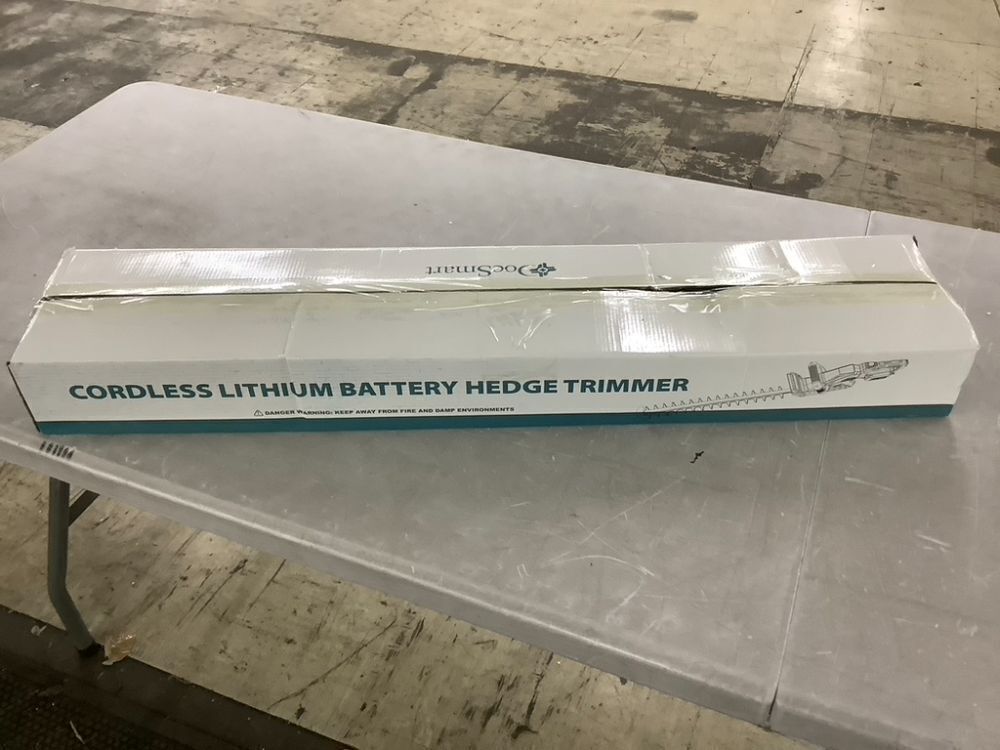 DocSmart
CORDLESS LITHIUM BATTERY HEDGE TRIMMER
⚠ DANGER WARNING: KEEP AWAY FROM FIRE AND DAMP ENVIRONMENTS